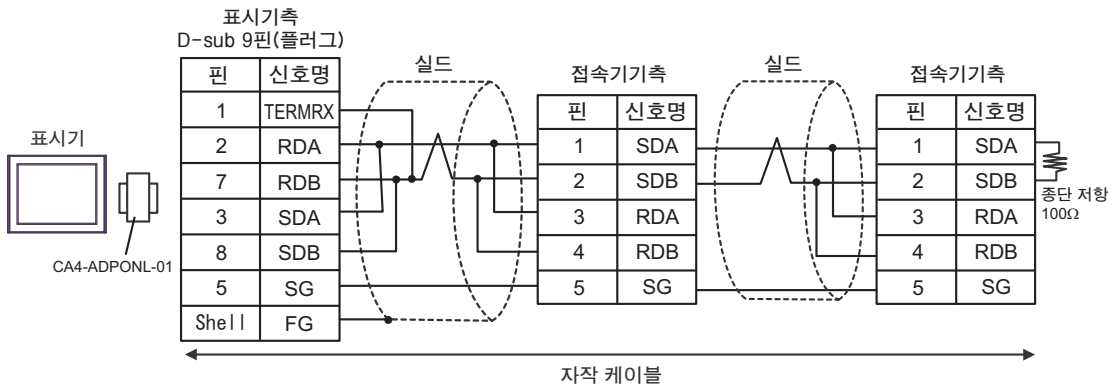 표시기측
D-sub 9핀(플러그)
핀 신호명
1 TERMRX
2 RDA
7 RDB
3 SDA
8 SDB
5 SG
Shell FG
표시기
CA4-ADPONL-01
실드
접속기기측
핀 신호명
1 SDA
2 SDB
3 RDA
4 RDB
5 SG
실드
접속기기측
핀 신호명
1 SDA
2 SDB
3 RDA
4 RDB
5 SG
종단 저항
100Ω
자작 케이블